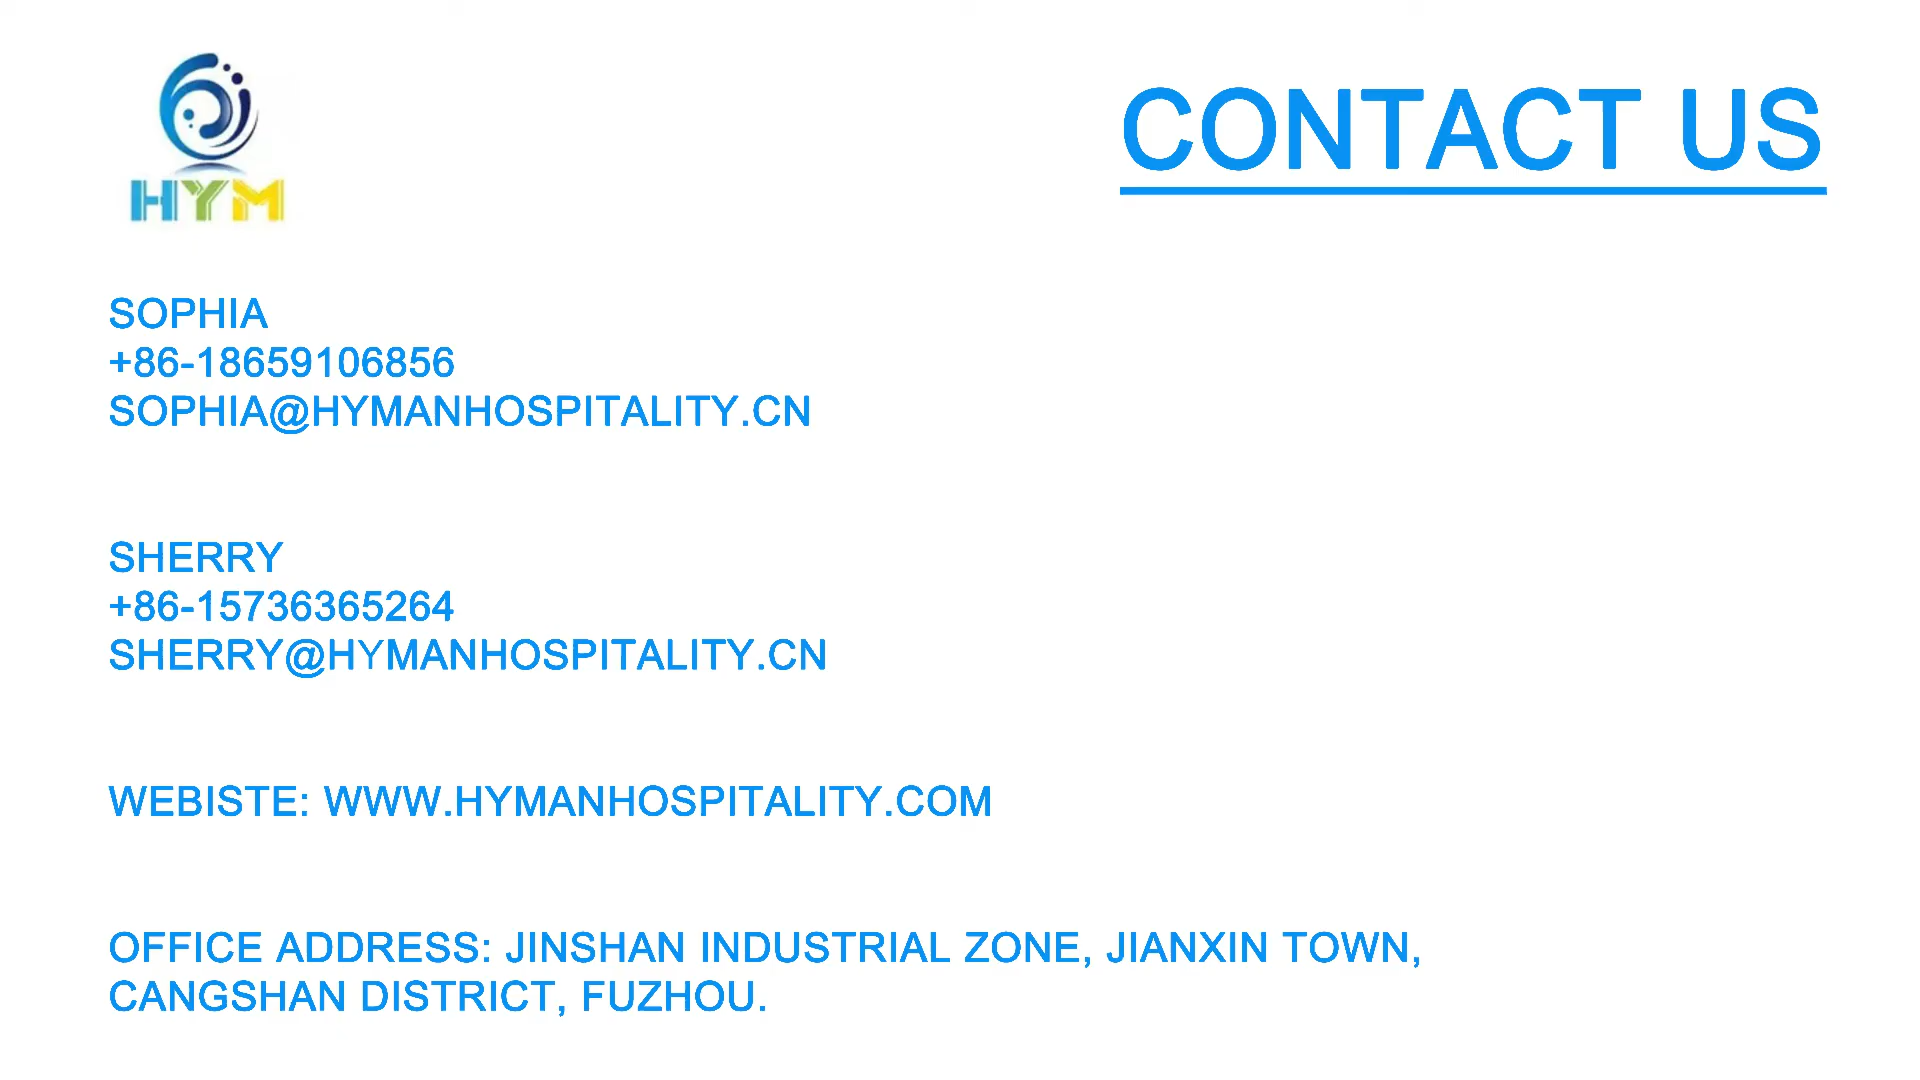 HYM
CONTACT US
SOPHIA
+86-18659106856
SOPHIA@HYMANHOSPITALITY.CN
SHERRY
+86-15736365264
SHERRY@HYMANHOSPITALITY.CN
WEBISTE: WWW.HYMANHOSPITALITY.COM
OFFICE ADDRESS: JINSHAN INDUSTRIAL ZONE, JIANXIN TOWN,
CANGSHAN DISTRICT, FUZHOU.